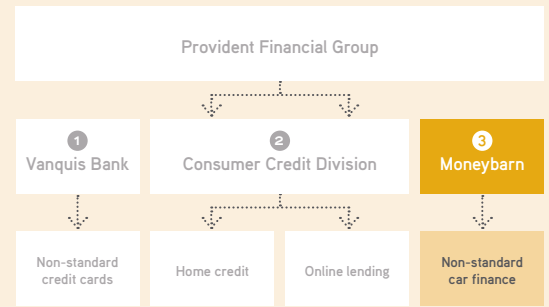 Provident Financial Group
1
Vanquis Bank
2
Consumer Credit Division
3
Moneybarn
Non-standard
credit cards
Home credit
Online lending
Non-standard
car finance